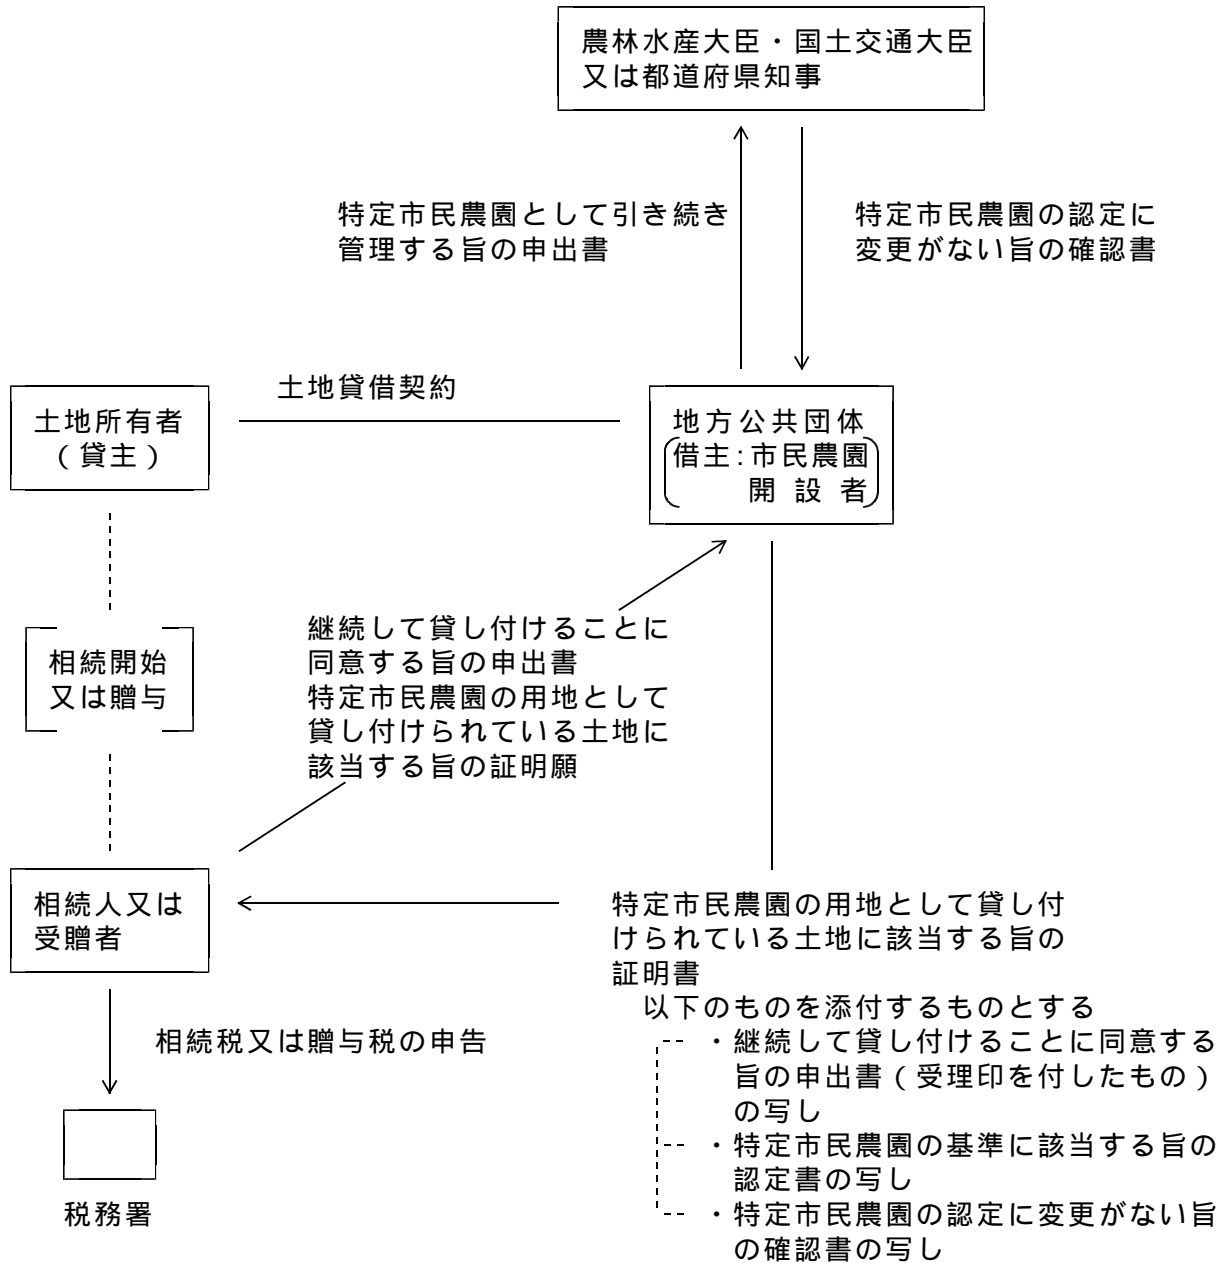 農林水産大臣・国土交通大臣
又は都道府県知事
特定市民農園として引き続き
管理する旨の申出書
特定市民農園の認定に
変更がない旨の確認書
土地所有者
(貸主)
土地貸借契約
地方公共団体
借主:市民農園
開設者
相続開始
又は贈与
継続して貸し付けることに
同意する旨の申出書
特定市民農園の用地として
貸し付けられている土地に
該当する旨の証明願
相続人又は
受贈者
特定市民農園の用地として貸し付
けられている土地に該当する旨の
証明書
以下のものを添付するものとする
・継続して貸し付けることに同意する
旨の申出書(受理印を付したもの)
の写し
・特定市民農園の基準に該当する旨の
認定書の写し
・特定市民農園の認定に変更がない旨
の確認書の写し
相続税又は贈与税の申告
税務署